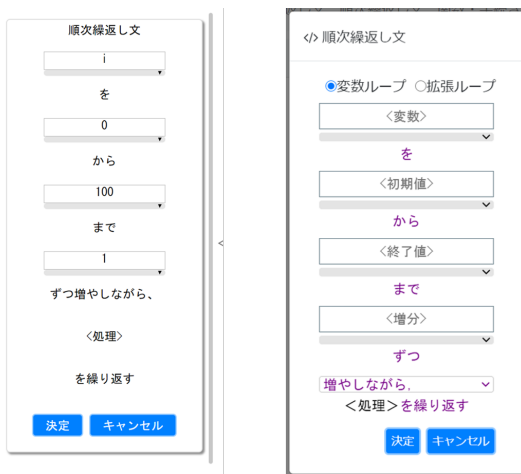 順次繰返し文
i
を
0
から
100
まで
1
ずつ増やしながら、
〈処理〉
を繰り返す
決定 キャンセル
<
</> 順次繰返し文
変数ループ 拡張ループ
〈変数〉
を
〈初期値〉
から
〈終了値〉
まで
〈増分〉
ずつ
増やしながら,
<処理>を繰り返す
決定 キャンセル